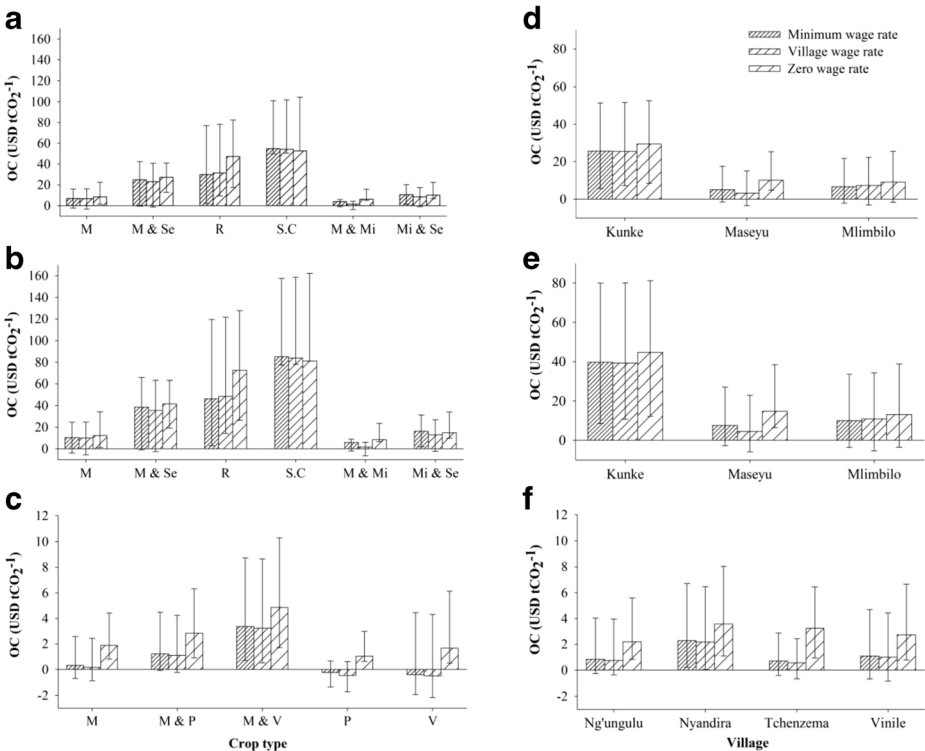 a
OC (USD tCO2-1)
160
140
120
100
80
60
40
20
0
M M & Se R S.C M & Mi Mi & Se
d
OC (USD tCO2-1)
80
60
40
20
0
Minimum wage rate
Village wage rate
Zero wage rate
Kunke Maseyu Mlimbilo
b
OC (USD tCO2-1)
160
140
120
100
80
60
40
20
0
M M & Se R S.C M & Mi Mi & Se
e
OC (USD tCO2-1)
80
60
40
20
0
Kunke Maseyu Mlimbilo
c
OC (USD tCO2-1)
12
10
8
6
4
2
0
-2
M M & P M & V P V
Crop type
f
OC (USD tCO2-1)
12
10
8
6
4
2
0
-2
Ng'ungulu Nyandira Tchenzema Vinile
Village